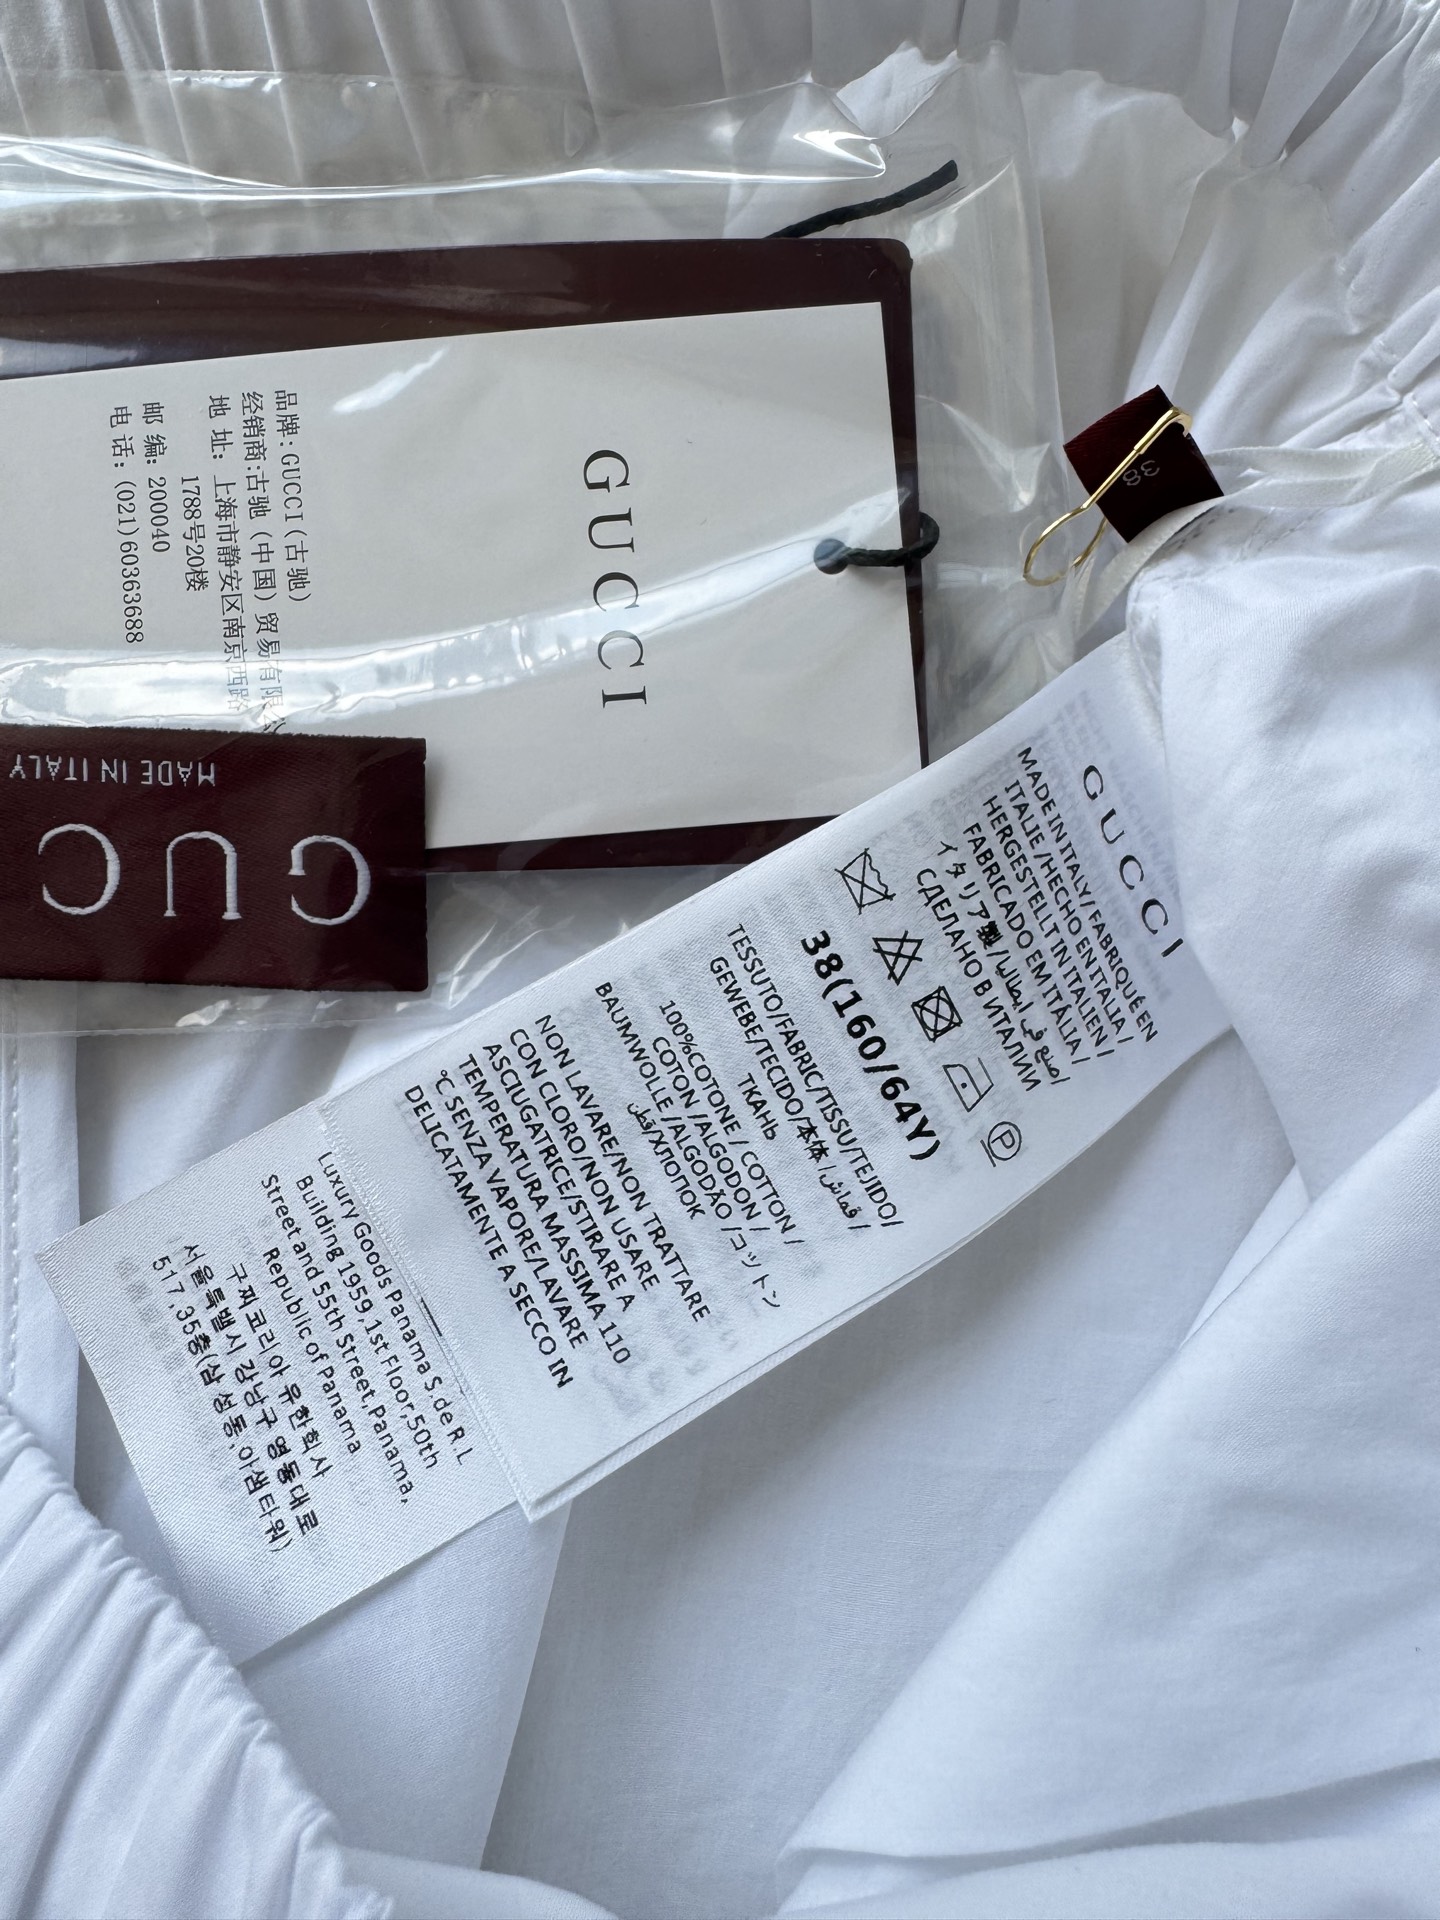 GUCCI
品牌:GUCCI(古驰)
经销商:古驰(中国)贸易有限公
地 址: 上海市静安区南京西路
1788号20楼
邮 编: 200040
电 话: (021)60363688
MADE IN ITALY
GUC
38
GUCCI
MADE IN ITALY/ FABRIQUÉ EN
ITALIE /HECHO EN ITALIA /
HERGESTELLT IN ITALIEN /
FABRICADO EM ITÁLIA /
イタリア製 /صنع في ايطاليا/
СДЕЛАНО В ИТАЛИИ
P
38(160/64Y)
TESSUTO/FABRIC/TISSU/TEJIDO/
GEWEBE/TECIDO/本体 /قماش /
ТКАНЬ
100%COTONE / COTTON /
COTON /ALGODON /
BAUMWOLLE /ALGODÃO /コットン
/قطن/ХЛОПОК
NON LAVARE/NON TRATTARE
CON CLORO/NON USARE
ASCIUGATRICE/STIRARE A
TEMPERATURA MASSIMA 110
°C SENZA VAPORE/LAVARE
DELICATAMENTE A SECCO IN
Luxury Goods Panama S.de R.L
Building 1959,1st Floor,50th
Street and 55th Street,Panama,
Republic of Panama
구찌코리아 유한회사
서울특별시 강남구 영동대로
517,35층(삼성동,아셈타워)